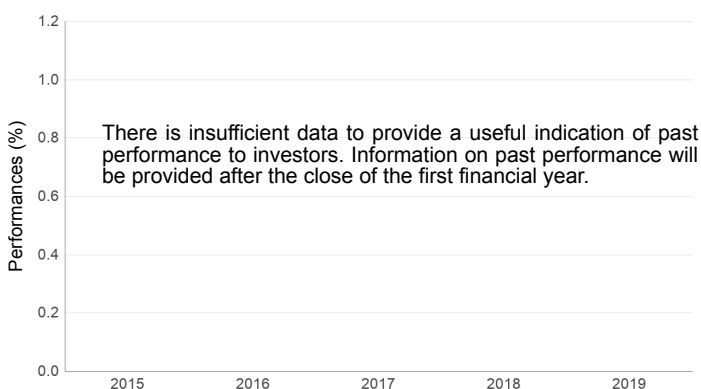 1.2
1.0
0.8
0.6
0.4
0.2
0.0
Performances (%)
There is insufficient data to provide a useful indication of past
performance to investors. Information on past performance will
be provided after the close of the first financial year.
2015 2016 2017 2018 2019